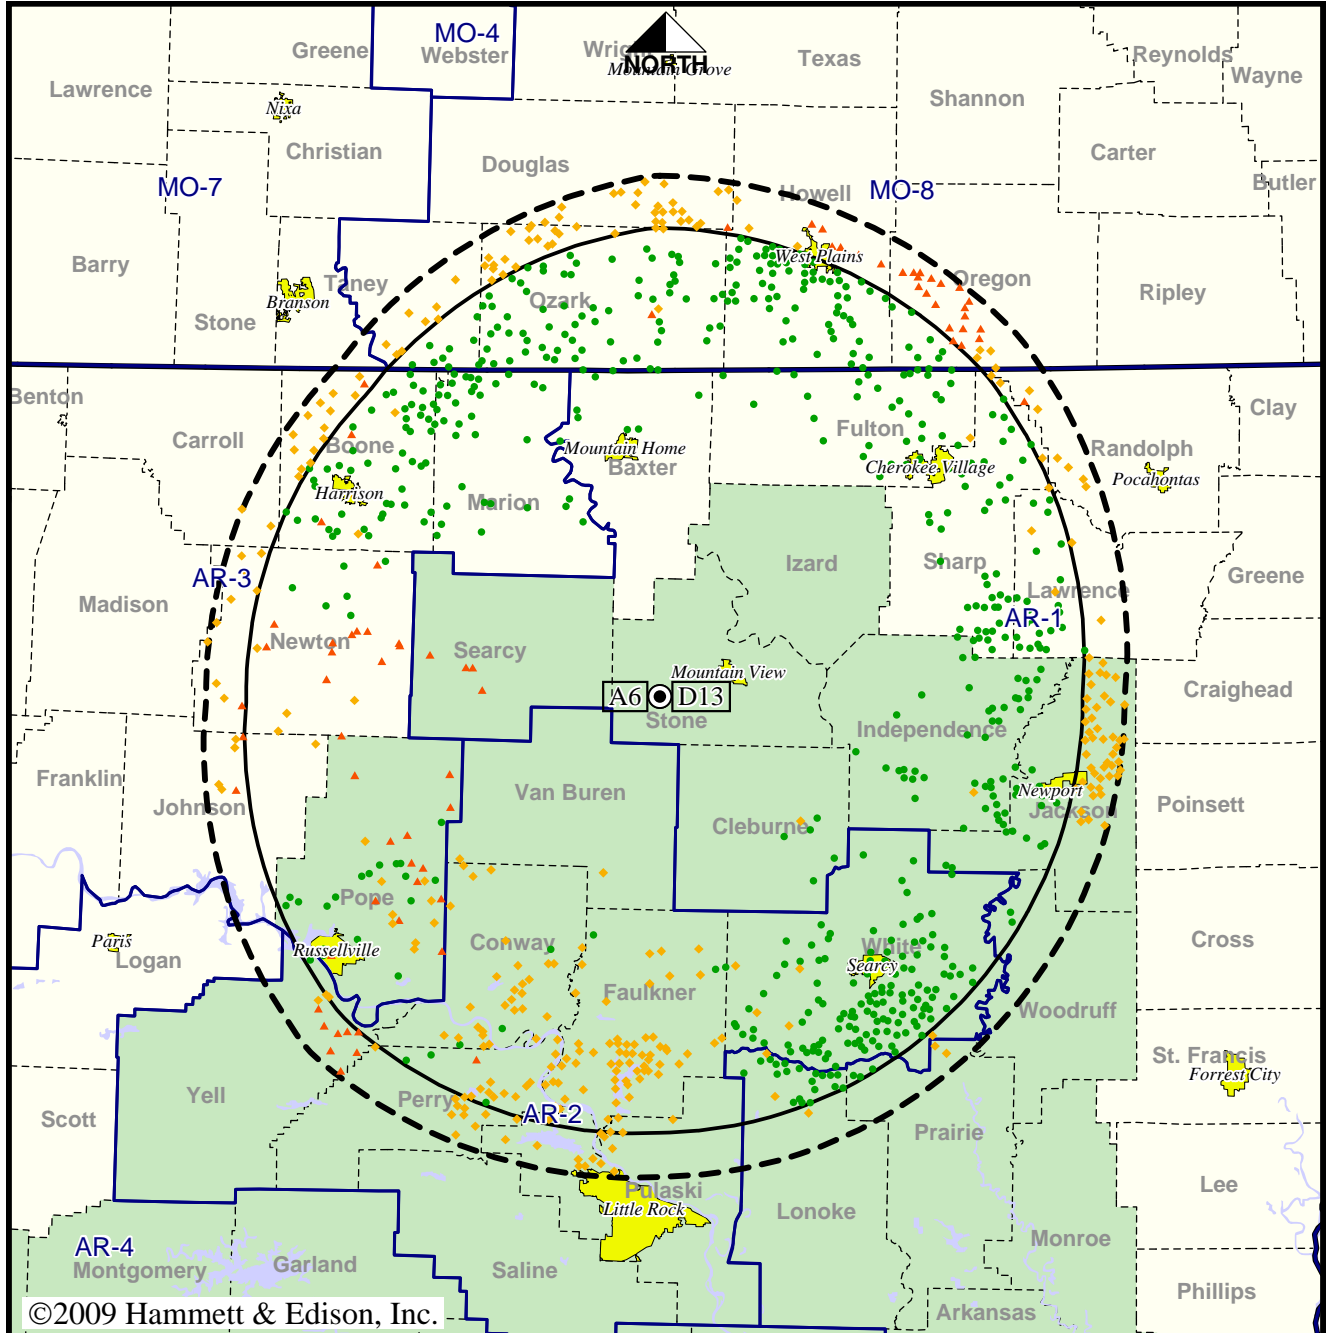 MO-4
Greene
Webster
Wright
NORTH
Mountain Grove
Texas
Reynolds
Wayne
Lawrence
Nixa
Shannon
Christian
Douglas
Carter
MO-7
Howell
MO-8
Butler
Barry
West Plains
Taney
Oregon
Branson
Ozark
Ripley
Stone
Benton
Clay
Carroll
Boone
Fulton
Mountain Home
Baxter
Randolph
Cherokee Village
Pocahontas
Harrison
Marion
Izard
Sharp
AR-3
Greene
Madison
Lawrence
AR-1
Newton
Searcy
Mountain View
A6
D13
Craighead
Stone
Independence
Franklin
Johnson
Van Buren
Newport
Jackson
Poinsett
Cleburne
Pope
Paris
Russellville
Conway
White
Searcy
Cross
Logan
Faulkner
Woodruff
St. Francis
Forrest City
Yell
Perry
AR-2
Scott
Prairie
Pulaski
Little Rock
Lonoke
Lee
Monroe
AR-4
Montgomery
Garland
Saline
Phillips
Arkansas
©2009 Hammett & Edison, Inc.